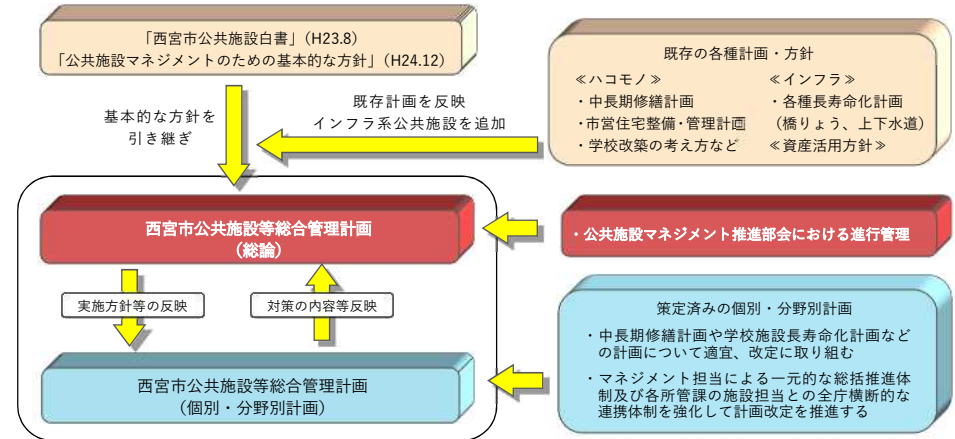 「西宮市公共施設白書」(H23.8)
「公共施設マネジメントのための基本的な方針」(H24.12)
既存の各種計画・方針
≪ハコモノ≫
・中長期修繕計画
・市営住宅整備・管理計画
・学校改築の考え方など
≪インフラ≫
・各種長寿命化計画
（橋りょう、上下水道）
≪資産活用方針≫
基本的な方針を
引き継ぎ
既存計画を反映
インフラ系公共施設を追加
西宮市公共施設等総合管理計画
（総論）
・公共施設マネジメント推進部会における進行管理
実施方針等の反映
対策の内容等反映
西宮市公共施設等総合管理計画
（個別・分野別計画）
策定済みの個別・分野別計画
・中長期修繕計画や学校施設長寿命化計画など
の計画について適宜、改定に取り組む
・マネジメント担当による一元的な総括推進体
制及び各所管課の施設担当との全庁横断的な
連携体制を強化して計画改定を推進する